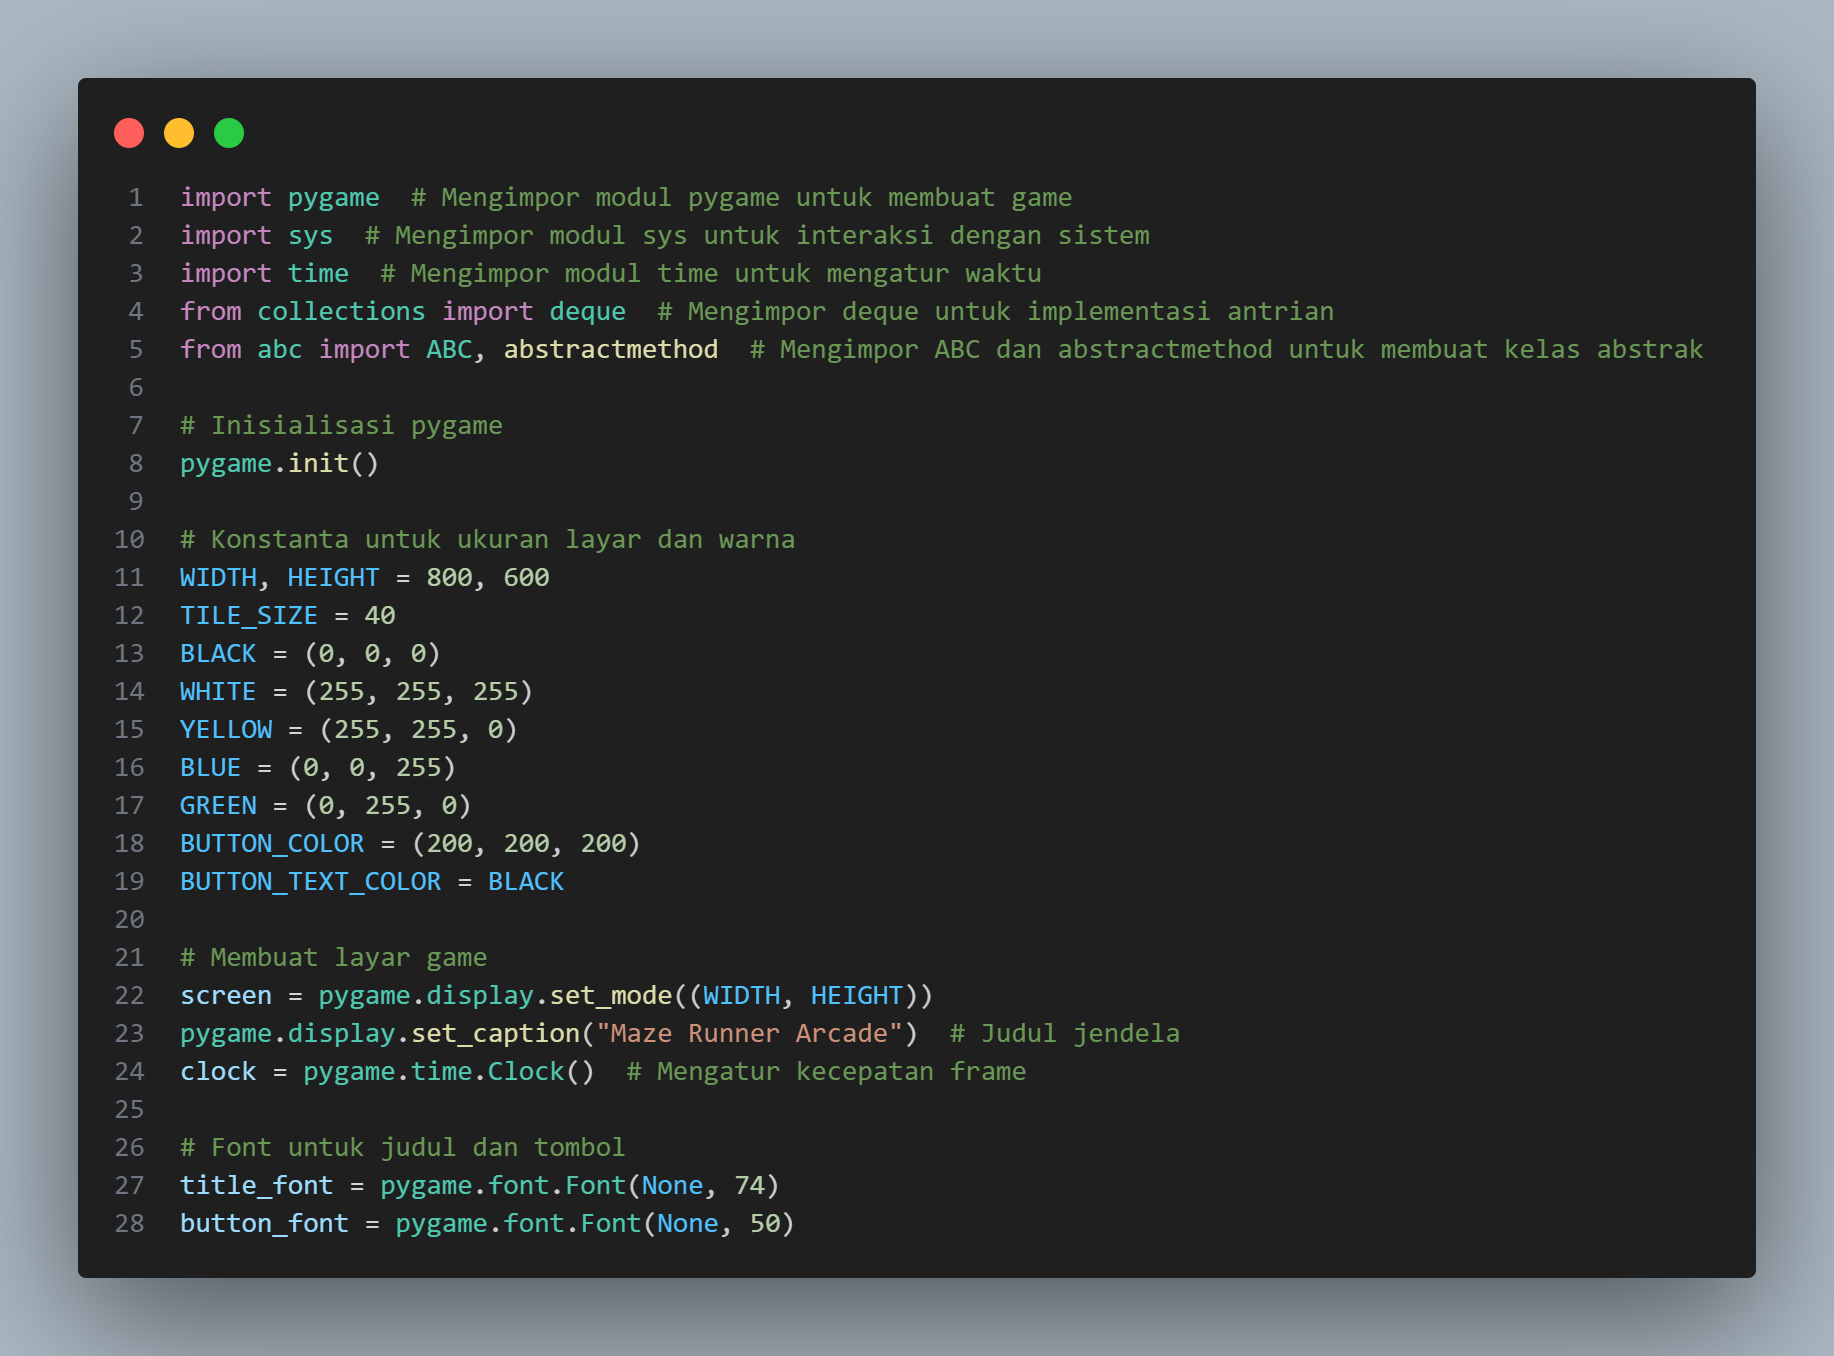 1 import pygame  # Mengimpor modul pygame untuk membuat game
2 import sys  # Mengimpor modul sys untuk interaksi dengan sistem
3 import time  # Mengimpor modul time untuk mengatur waktu
4 from collections import deque  # Mengimpor deque untuk implementasi antrian
5 from abc import ABC, abstractmethod  # Mengimpor ABC dan abstractmethod untuk membuat kelas abstrak
6
7 # Inisialisasi pygame
8 pygame.init()
9
10 # Konstanta untuk ukuran layar dan warna
11 WIDTH, HEIGHT = 800, 600
12 TILE_SIZE = 40
13 BLACK = (0, 0, 0)
14 WHITE = (255, 255, 255)
15 YELLOW = (255, 255, 0)
16 BLUE = (0, 0, 255)
17 GREEN = (0, 255, 0)
18 BUTTON_COLOR = (200, 200, 200)
19 BUTTON_TEXT_COLOR = BLACK
20
21 # Membuat layar game
22 screen = pygame.display.set_mode((WIDTH, HEIGHT))
23 pygame.display.set_caption("Maze Runner Arcade")  # Judul jendela
24 clock = pygame.time.Clock()  # Mengatur kecepatan frame
25
26 # Font untuk judul dan tombol
27 title_font = pygame.font.Font(None, 74)
28 button_font = pygame.font.Font(None, 50)